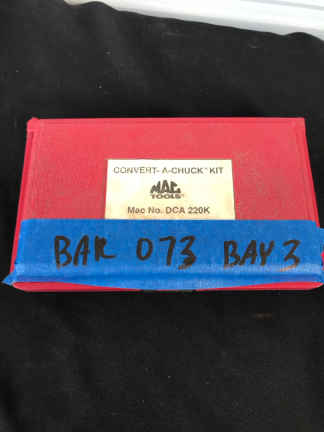 CONVERT-A-CHUCK™ KIT
MAC
TOOLS
Mac No. DCA 220K
BAR 073 BAY 3